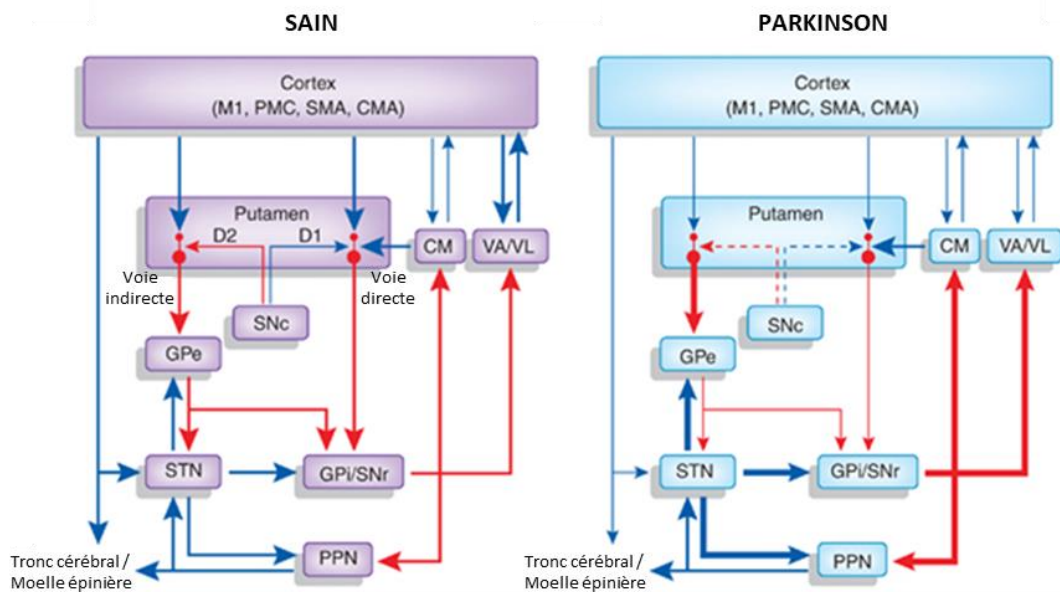 SAIN
Cortex
(M1, PMC, SMA, CMA)
Putamen
D2
D1
CM
VA/VL
Voie
indirecte
Voie
directe
SNc
GPe
STN
GPi/SNr
PPN
Tronc cérébral /
Moelle épinière
PARKINSON
Cortex
(M1, PMC, SMA, CMA)
Putamen
CM
VA/VL
SNc
GPe
STN
GPi/SNr
PPN
Tronc cérébral /
Moelle épinière